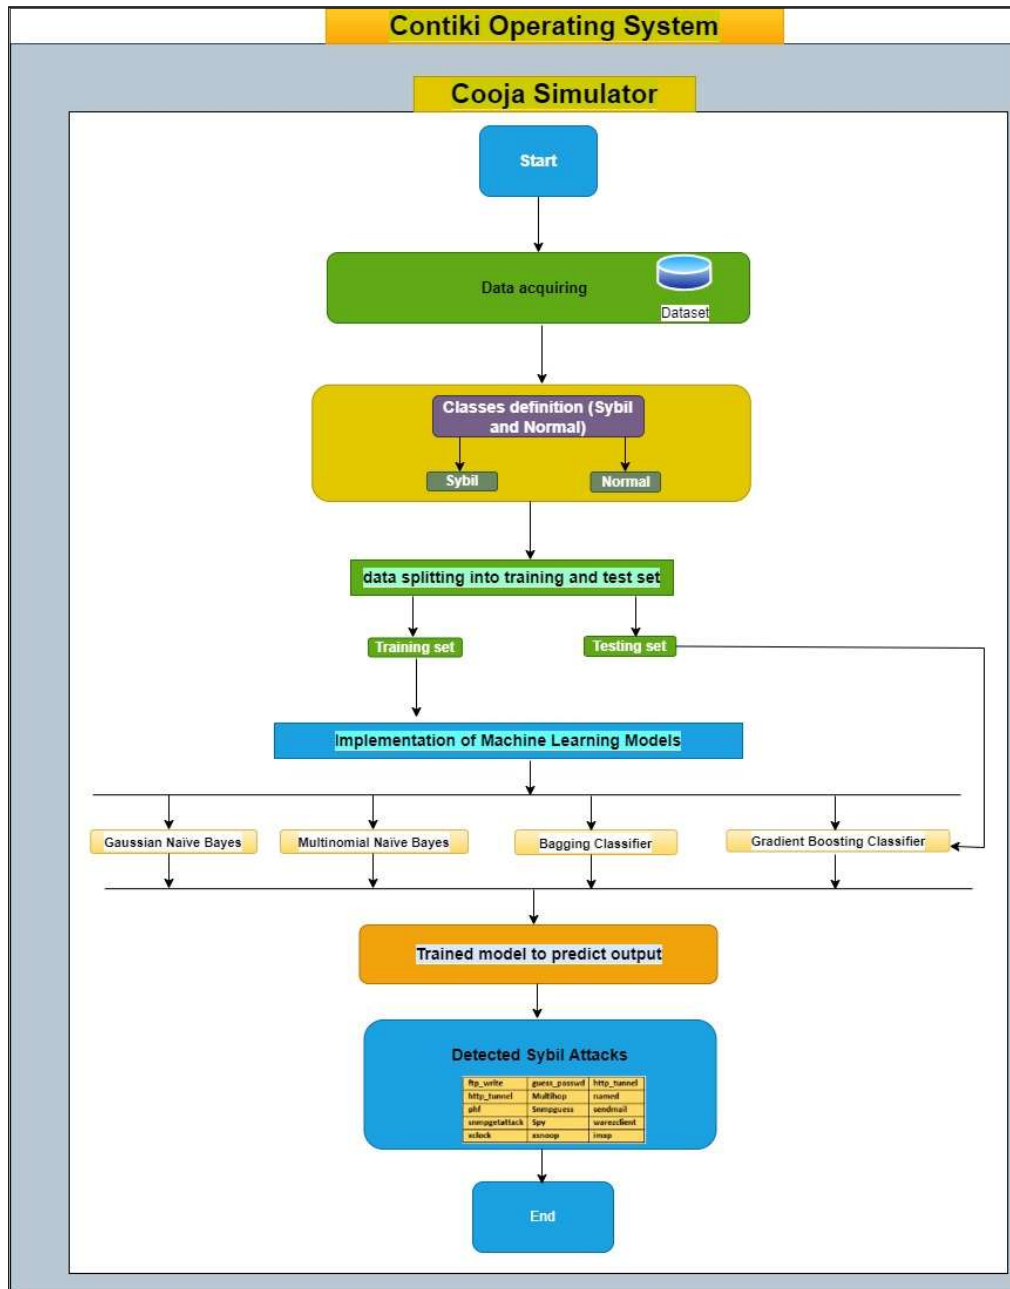 Contiki Operating System
Cooja Simulator
Start
Data acquiring
Dataset
Classes definition (Sybil
and Normal)
Sybil
Normal
data splitting into training and test set
Training set
Testing set
Implementation of Machine Learning Models
Gaussian Naïve Bayes
Multinomial Naïve Bayes
Bagging Classifier
Gradient Boosting Classifier
Trained model to predict output
Detected Sybil Attacks
ftp_write guess_passwd http_tunnel
http_tunnel Multihop named
phf Snmpguess sendmail
snmpgetattack Spy warezclient
xclock xsnoop imap
End